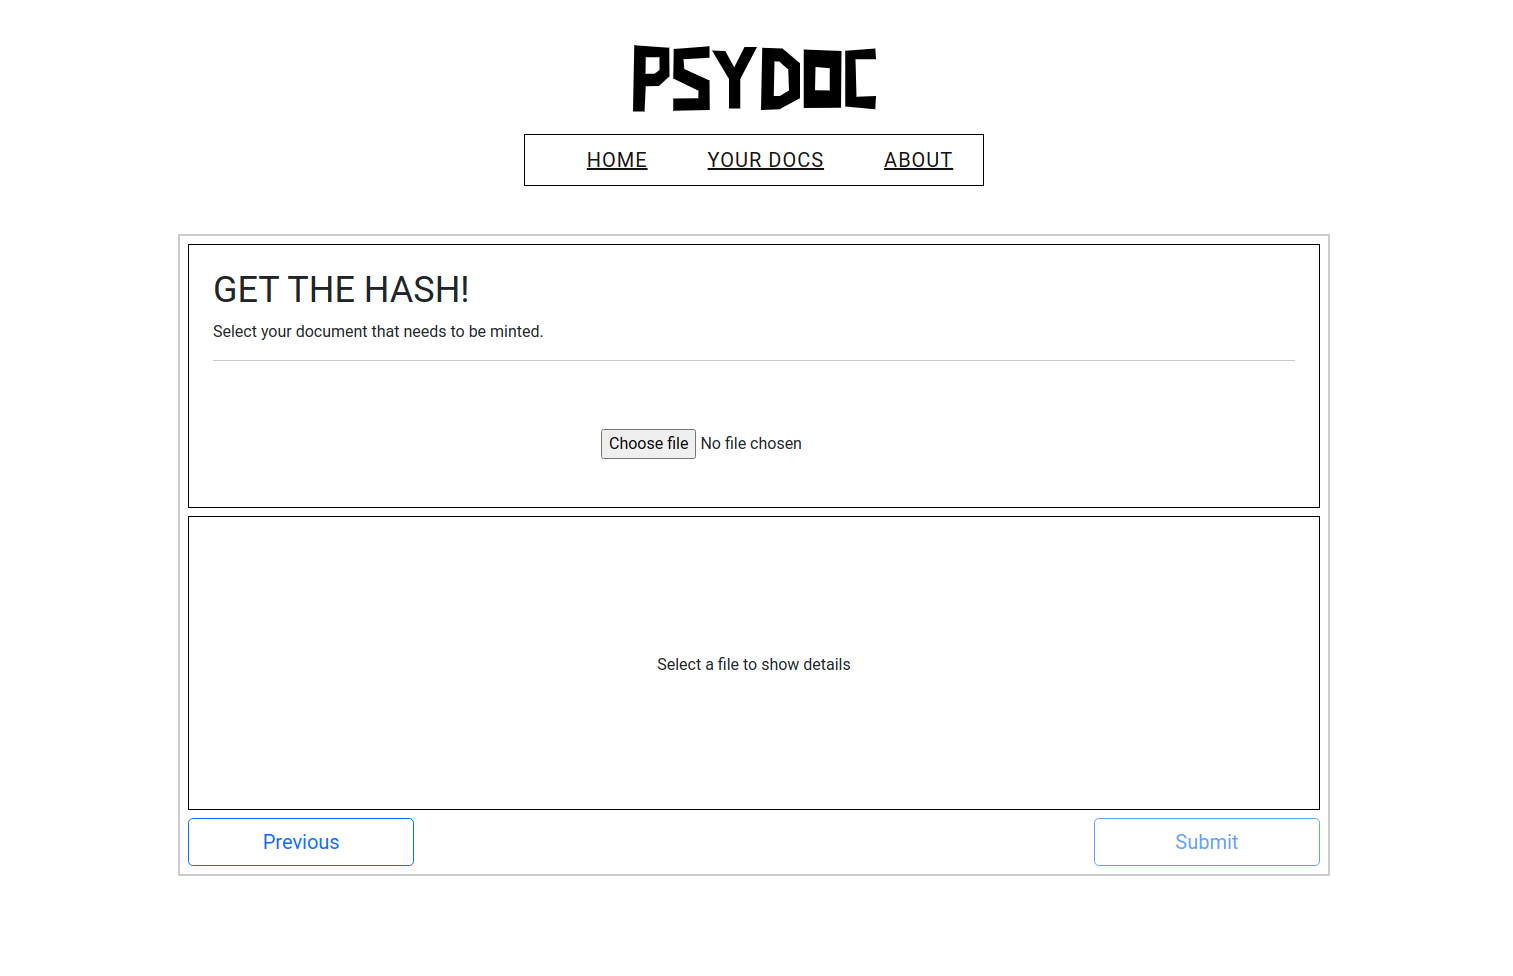 PSYDOC
HOME YOUR DOCS ABOUT
GET THE HASH!
Select your document that needs to be minted.
Choose file No file chosen
Select a file to show details
Previous Submit